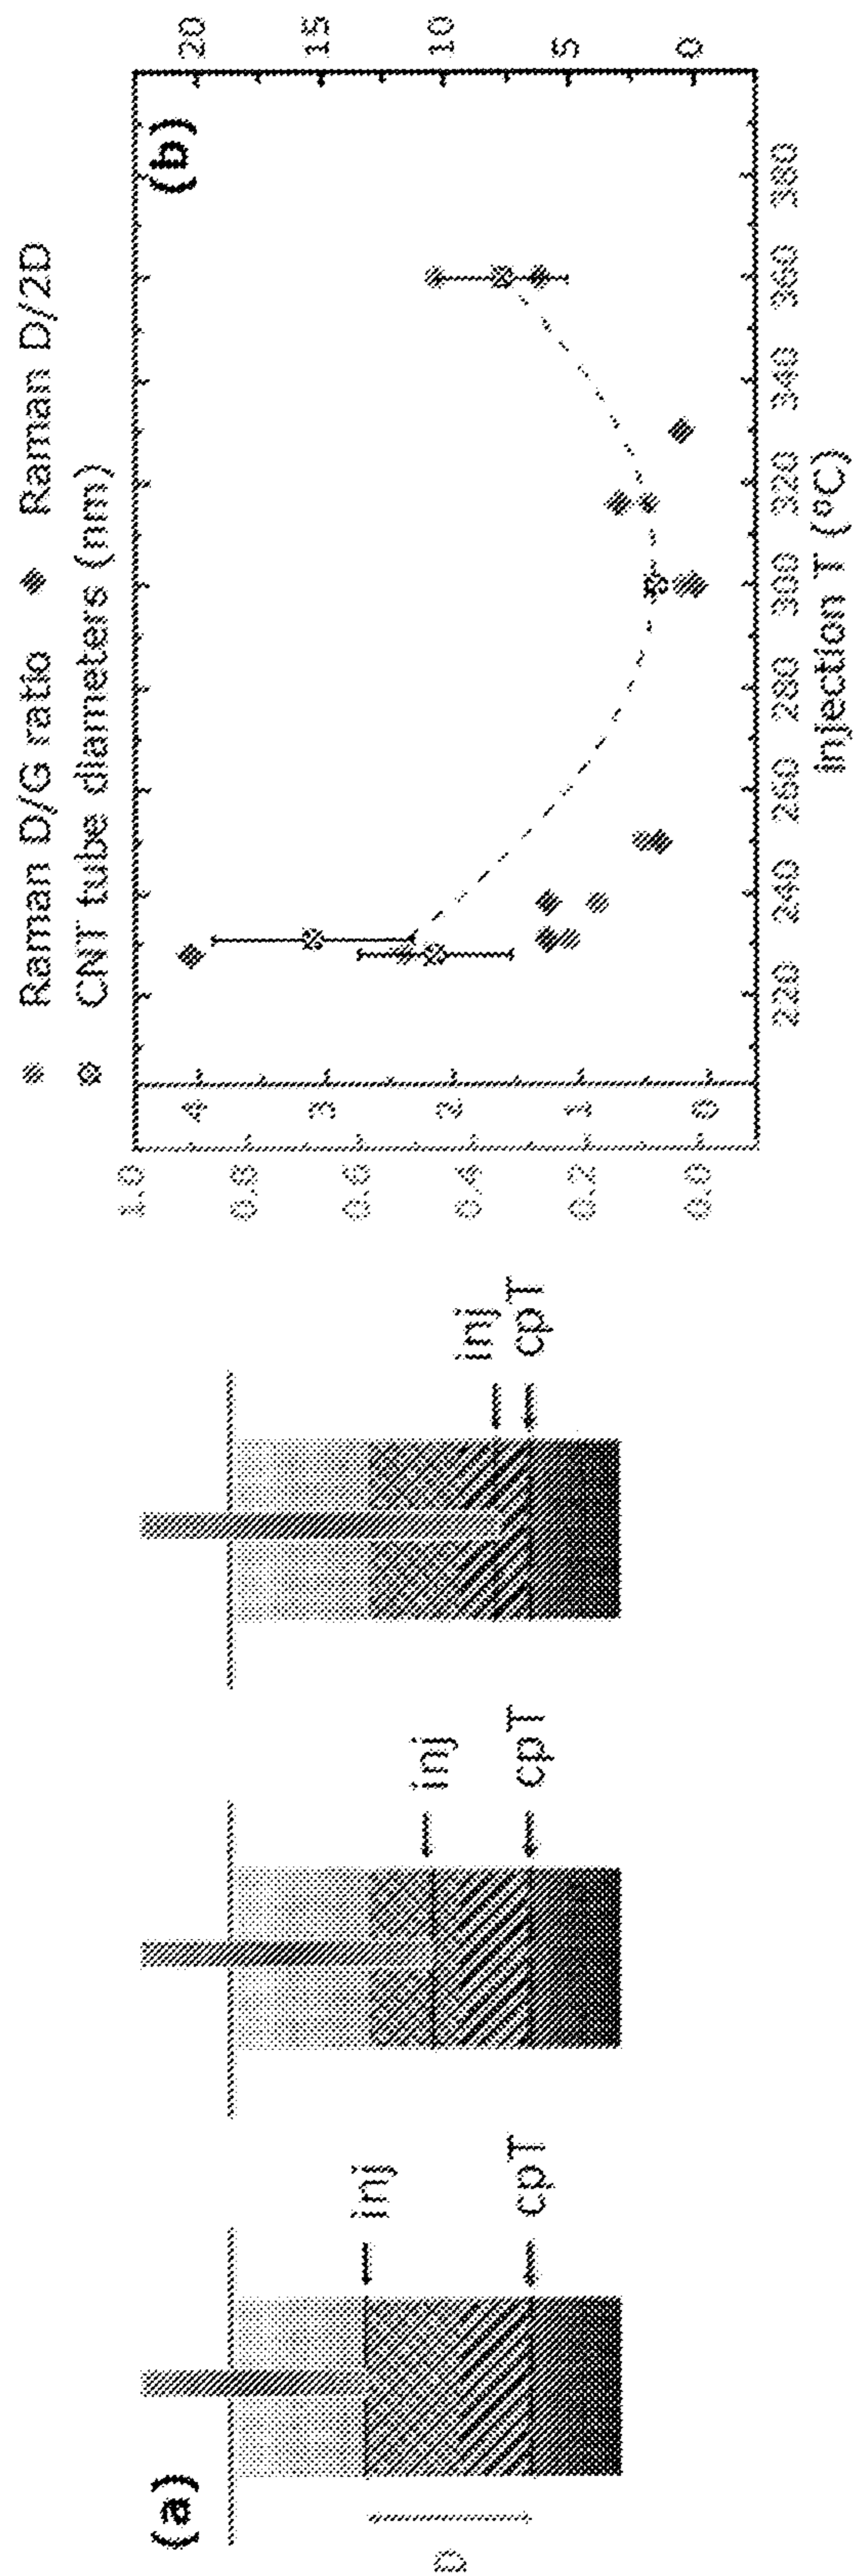 (a)
D
inj
cpT
inj
cpT
inj
cpT
Raman D/G ratio Raman D/2D
CNT tube diameters (nm)
(b)
1.0
0.8
0.6
0.4
0.2
0.0
4
3
2
1
0
20
15
10
5
0
220 240 260 280 300 320 340 360 380
injection T (°C)